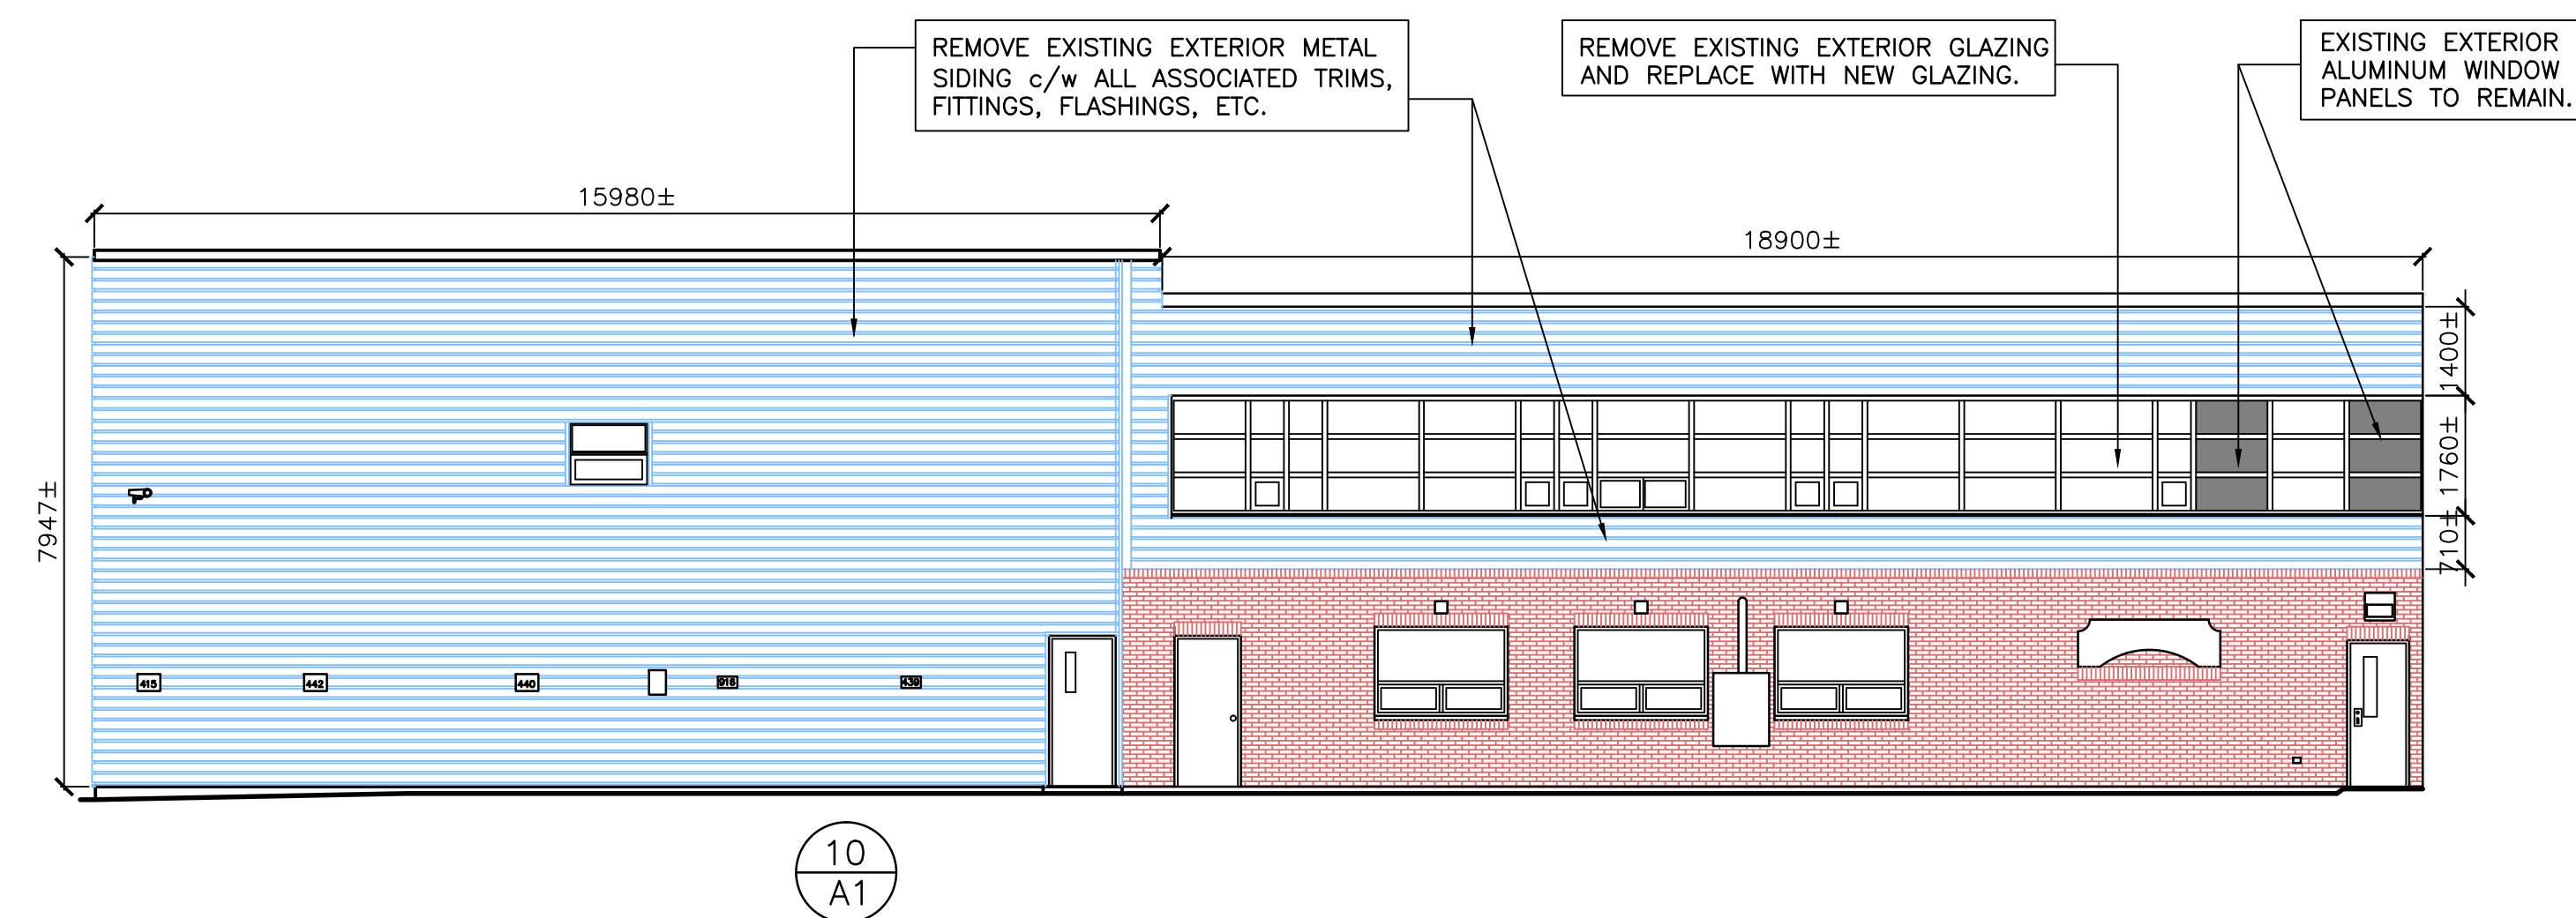 REMOVE EXISTING EXTERIOR METAL
SIDING c/w ALL ASSOCIATED TRIMS,
FITTINGS, FLASHINGS, ETC.
REMOVE EXISTING EXTERIOR GLAZING
AND REPLACE WITH NEW GLAZING.
EXISTING EXTERIOR
ALUMINUM WINDOW
PANELS TO REMAIN.
15980±
18900±
1400±
1760±
710±
7947±
415
442
440
916
439
10
A1